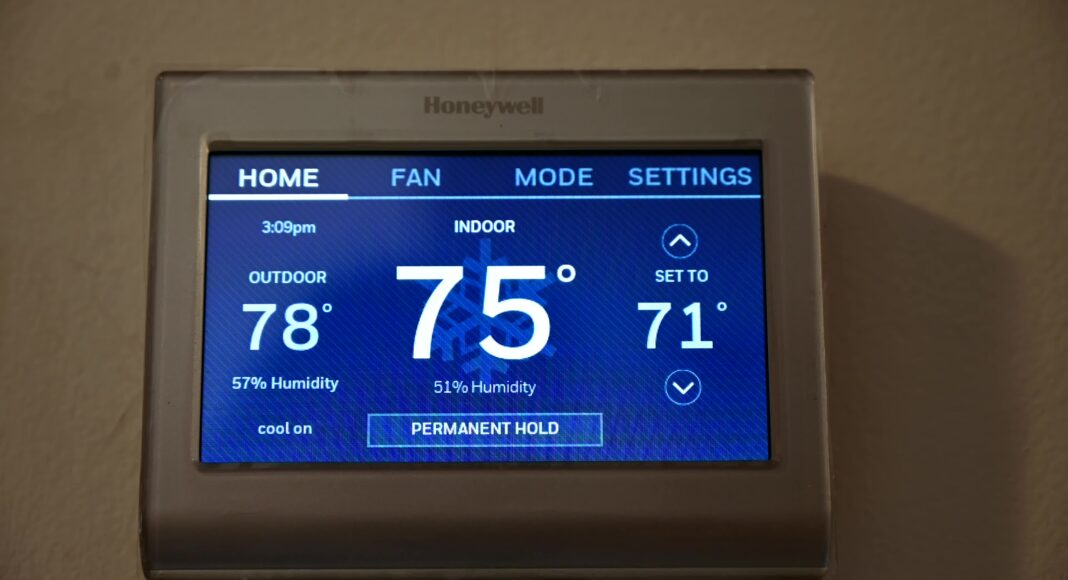 Honeywell
HOME FAN MODE SETTINGS
3:09pm
INDOOR
OUTDOOR
75°
SET TO
78°
71°
57% Humidity
51% Humidity
cool on
PERMANENT HOLD